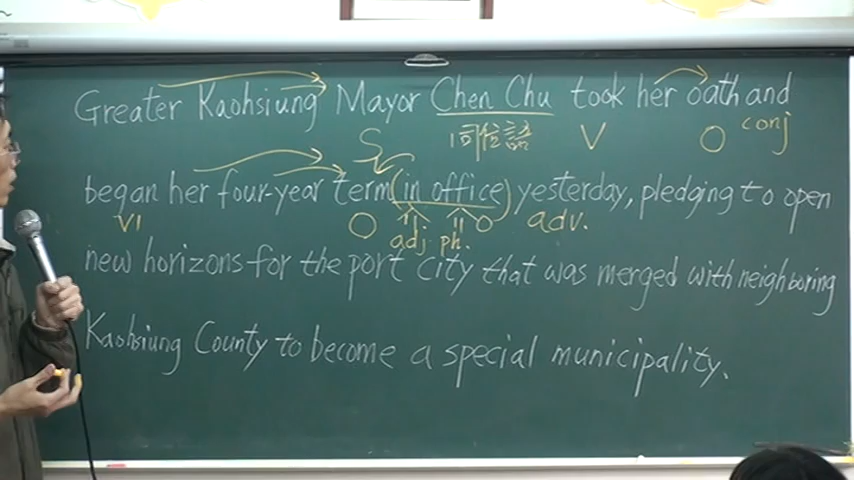 Greater Kaohsiung Mayor Chen Chu took her oath and
同位語 V O conj
S
began her four-year term (in office) yesterday, pledging to open
V1 O adj. ph. O adv.
new horizons for the port city that was merged with neighboring
Kaohsiung County to become a special municipality.